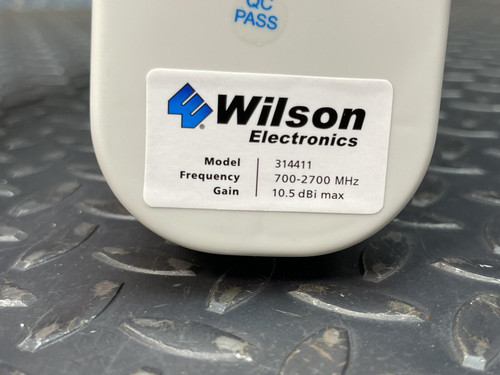 QC
PASS
Wilson
Electronics
Model 314411
Frequency 700-2700 MHz
Gain 10.5 dBi max